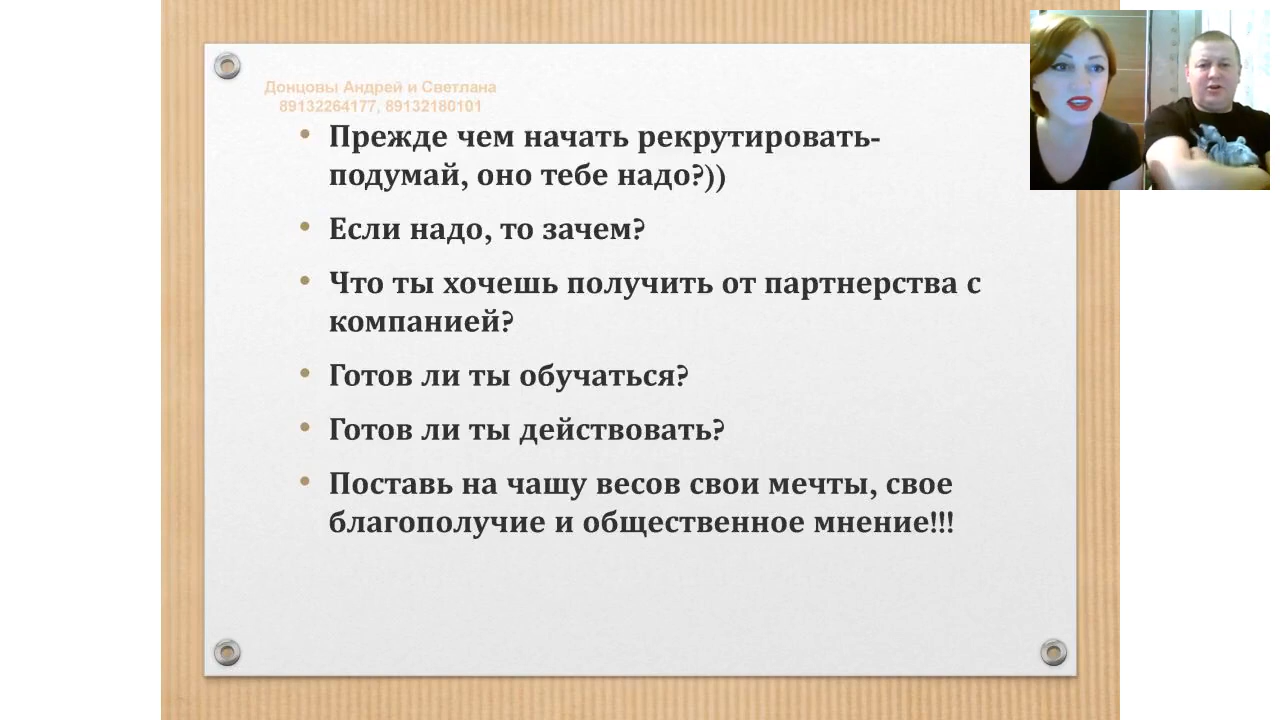 Донцовы Андрей и Светлана
89132264177, 89132180101
• Прежде чем начать рекрутировать-
подумай, оно тебе надо?))
• Если надо, то зачем?
• Что ты хочешь получить от партнерства с
компанией?
• Готов ли ты обучаться?
• Готов ли ты действовать?
• Поставь на чашу весов свои мечты, свое
благополучие и общественное мнение!!!